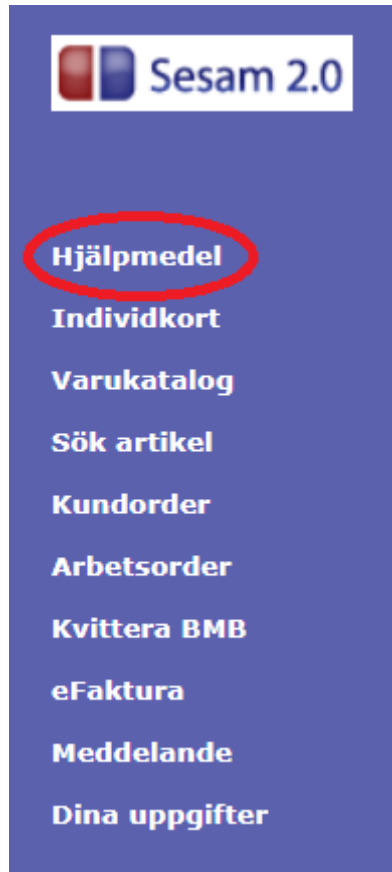 Sesam 2.0
Hjälpmedel
Individkort
Varukatalog
Sök artikel
Kundorder
Arbetsorder
Kvittera BMB
eFaktura
Meddelande
Dina uppgifter